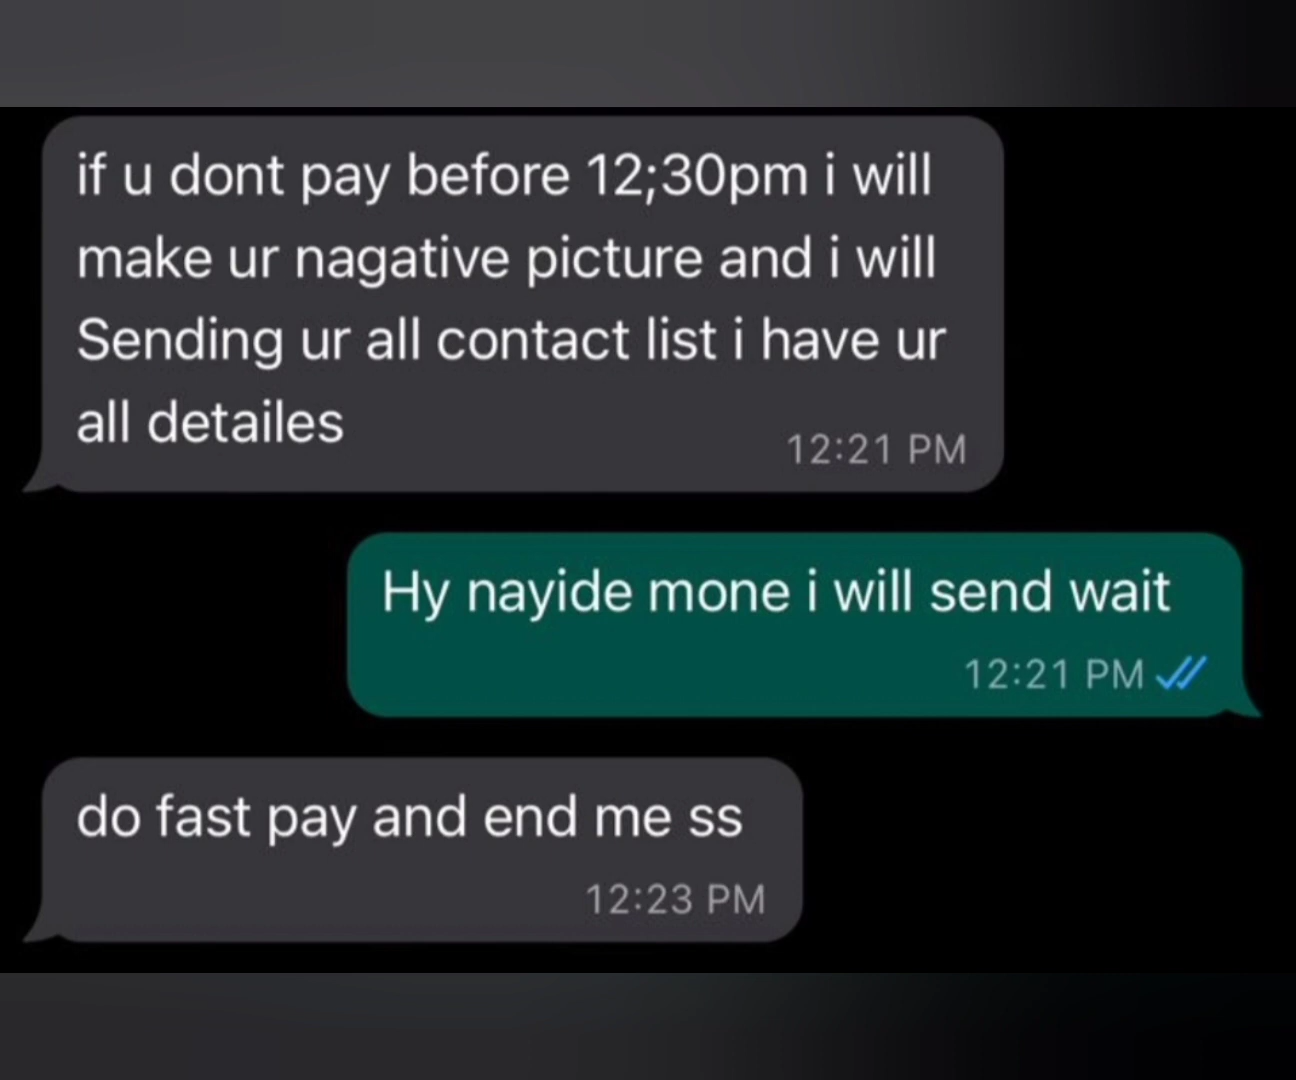 if u dont pay before 12;30pm i will
make ur nagative picture and i will
Sending ur all contact list i have ur
all detailes
12:21 PM
Hy nayide mone i will send wait
12:21 PM
do fast pay and end me ss
12:23 PM